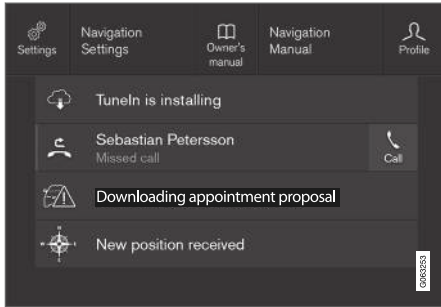 Settings
Navigation
Settings
Owner's
manual
Navigation
Manual
Profile
TuneIn is installing
Sebastian Petersson
Missed call
Call
Downloading appointment proposal
New position received
G063253